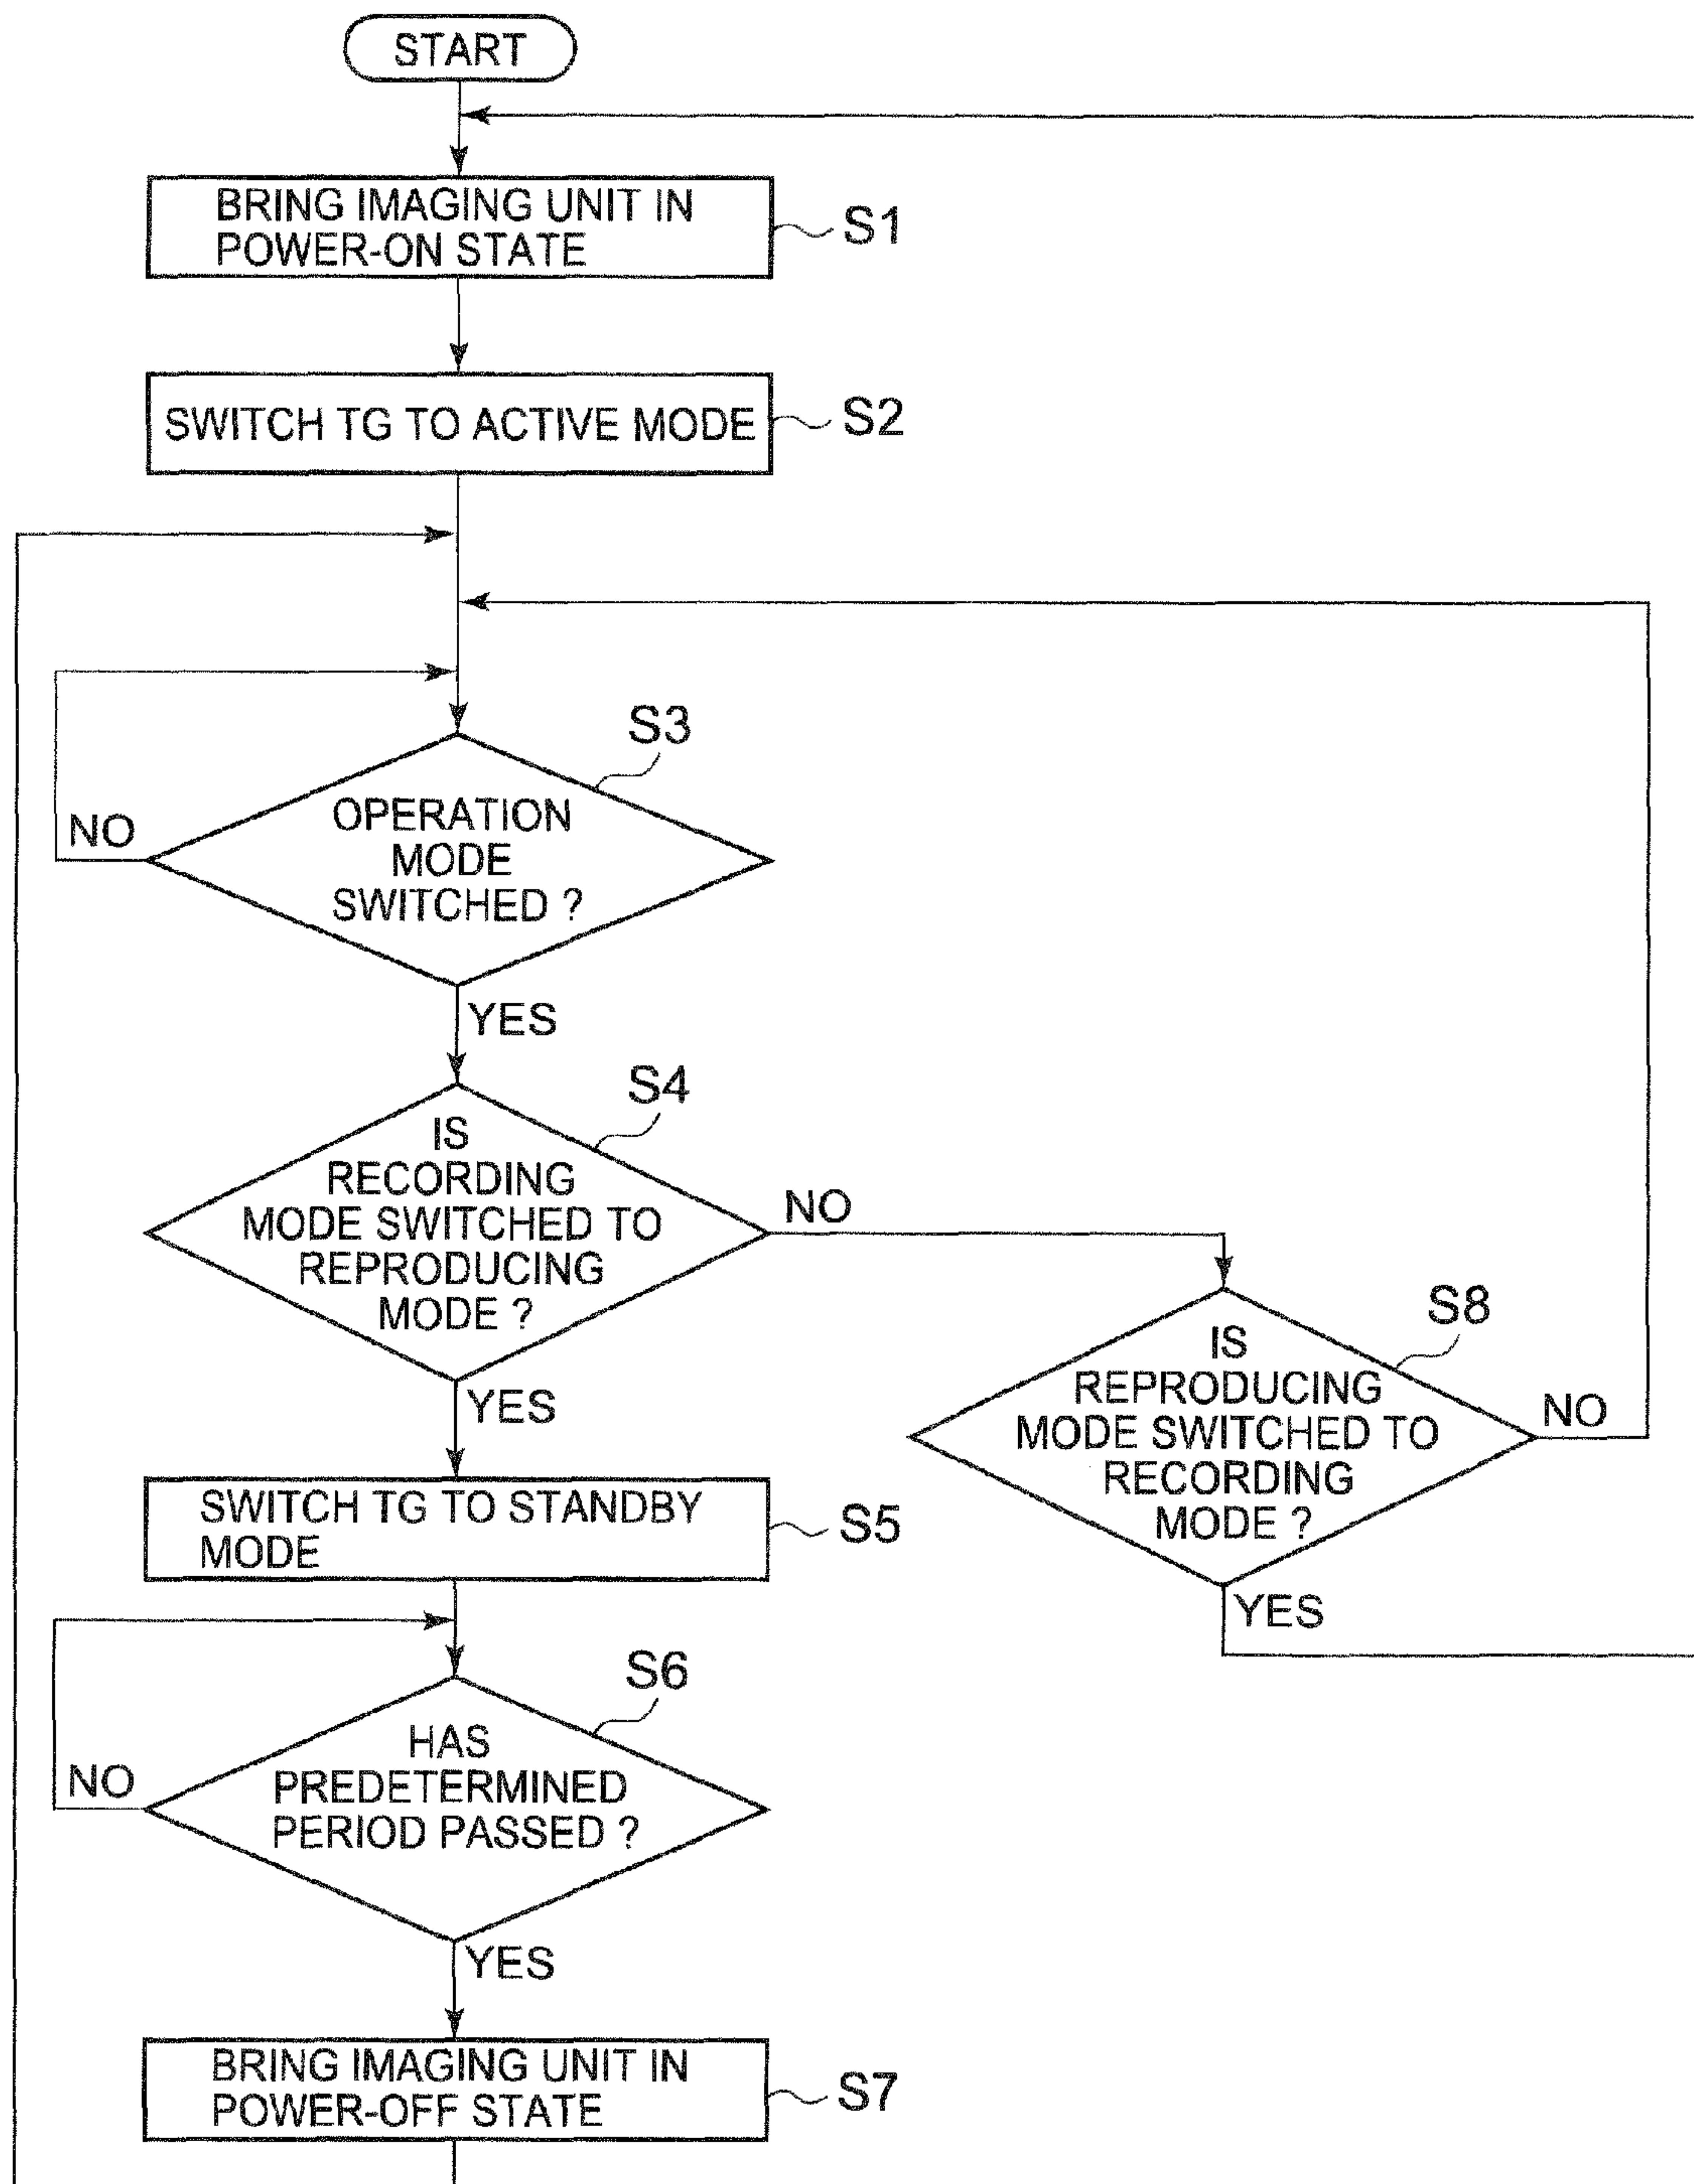 START
BRING IMAGING UNIT IN
POWER-ON STATE
S1
SWITCH TG TO ACTIVE MODE
S2
S3
OPERATION
MODE
SWITCHED ?
NO
YES
S4
IS
RECORDING
MODE SWITCHED TO
REPRODUCING
MODE ?
NO
YES
S8
IS
REPRODUCING
MODE SWITCHED TO
RECORDING
MODE ?
NO
YES
SWITCH TG TO STANDBY
MODE
S5
S6
HAS
PREDETERMINED
PERIOD PASSED ?
NO
YES
BRING IMAGING UNIT IN
POWER-OFF STATE
S7